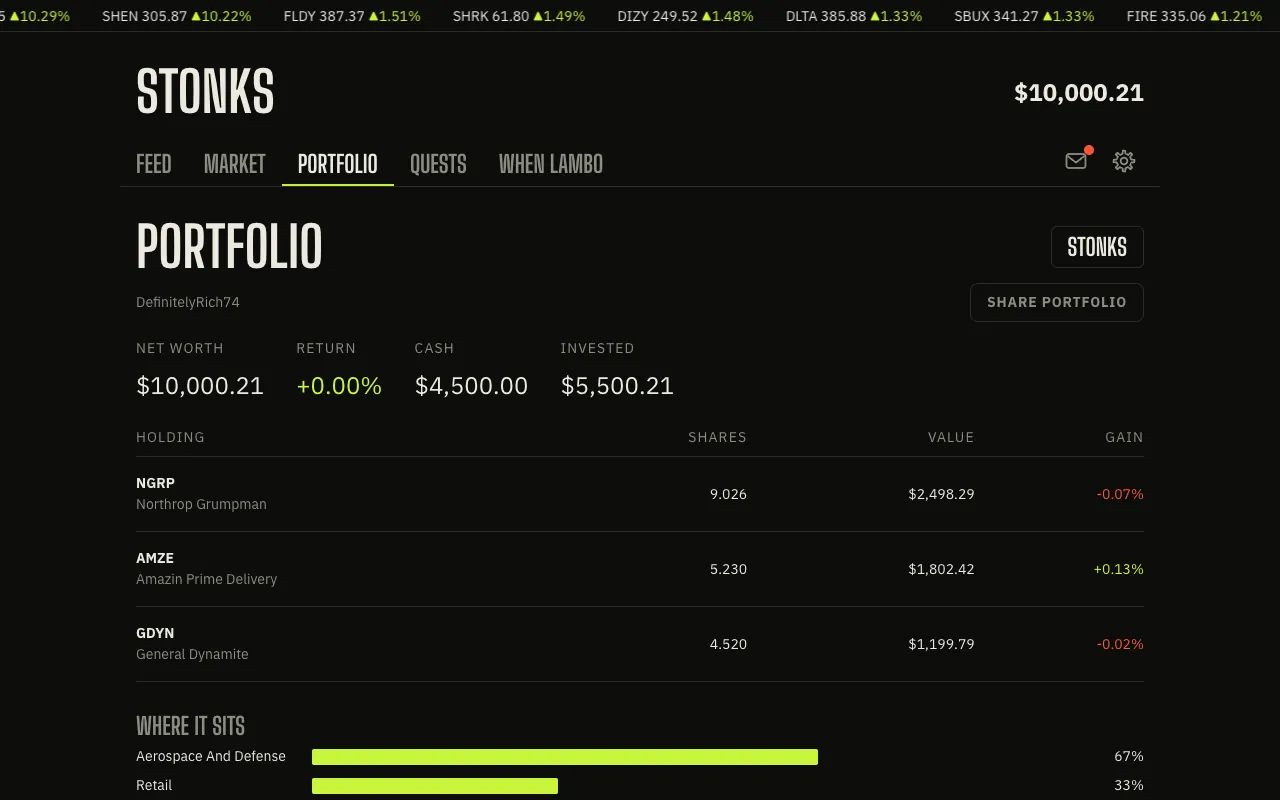 5 ▲10.29% SHEN 305.87 ▲10.22% FLDY 387.37 ▲1.51% SHRK 61.80 ▲1.49% DIZY 249.52 ▲1.48% DLTA 385.88 ▲1.33% SBUX 341.27 ▲1.33% FIRE 335.06 ▲1.21%
STONKS
$10,000.21
FEED MARKET PORTFOLIO QUESTS WHEN LAMBO
PORTFOLIO
STONKS
DefinitelyRich74
SHARE PORTFOLIO
NET WORTH RETURN CASH INVESTED
$10,000.21 +0.00% $4,500.00 $5,500.21
HOLDING SHARES VALUE GAIN
NGRP
Northrop Grumpman
9.026 $2,498.29 -0.07%
AMZE
Amazin Prime Delivery
5.230 $1,802.42 +0.13%
GDYN
General Dynamite
4.520 $1,199.79 -0.02%
WHERE IT SITS
Aerospace And Defense 67%
Retail 33%